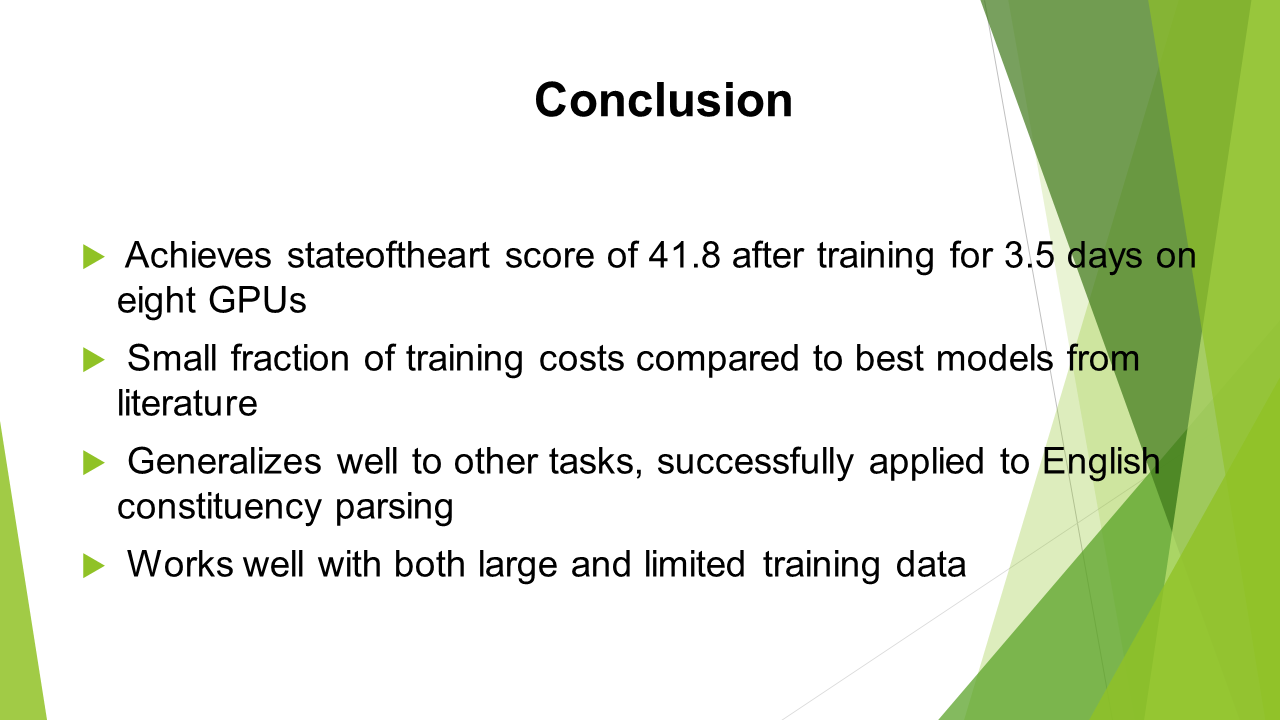 Conclusion
Achieves stateoftheart score of 41.8 after training for 3.5 days on
eight GPUs
Small fraction of training costs compared to best models from
literature
Generalizes well to other tasks, successfully applied to English
constituency parsing
Works well with both large and limited training data